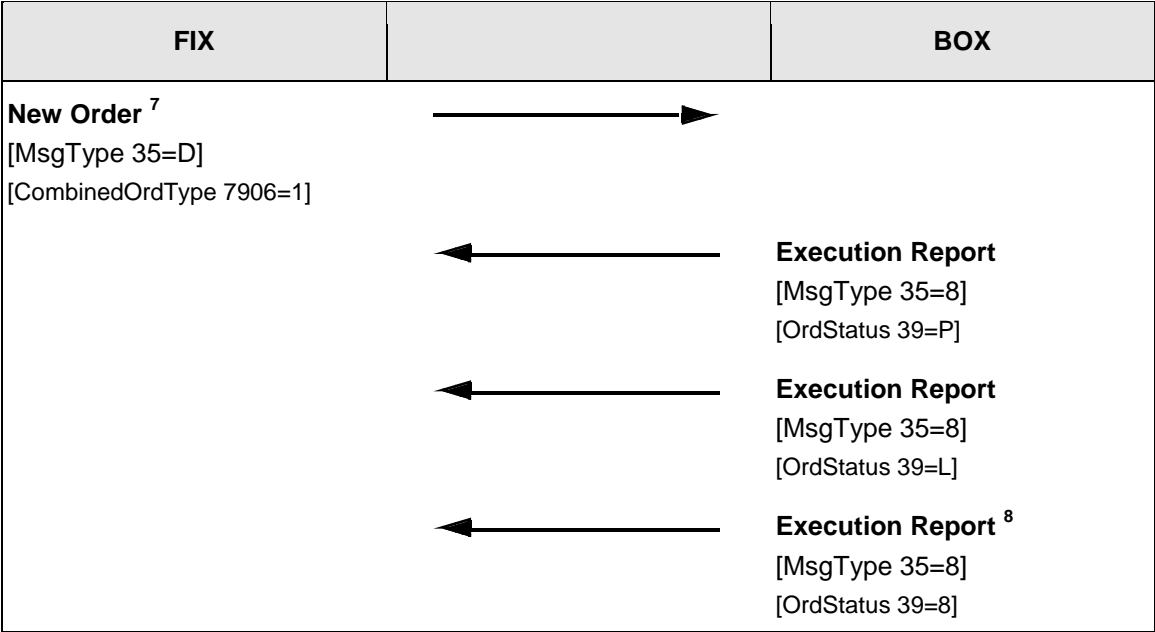 FIX
BOX
New Order 7
[MsgType 35=D]
[CombinedOrdType 7906=1]
Execution Report
[MsgType 35=8]
[OrdStatus 39=P]
Execution Report
[MsgType 35=8]
[OrdStatus 39=L]
Execution Report 8
[MsgType 35=8]
[OrdStatus 39=8]